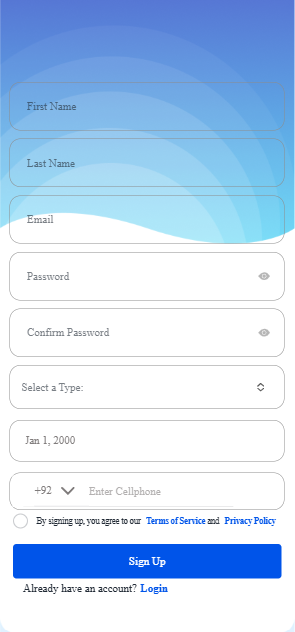 First Name
Last Name
Email
Password
Confirm Password
Select a Type:
Jan 1, 2000
+92 Enter Cellphone
By signing up, you agree to our Terms of Service and Privacy Policy
Sign Up
Already have an account? Login